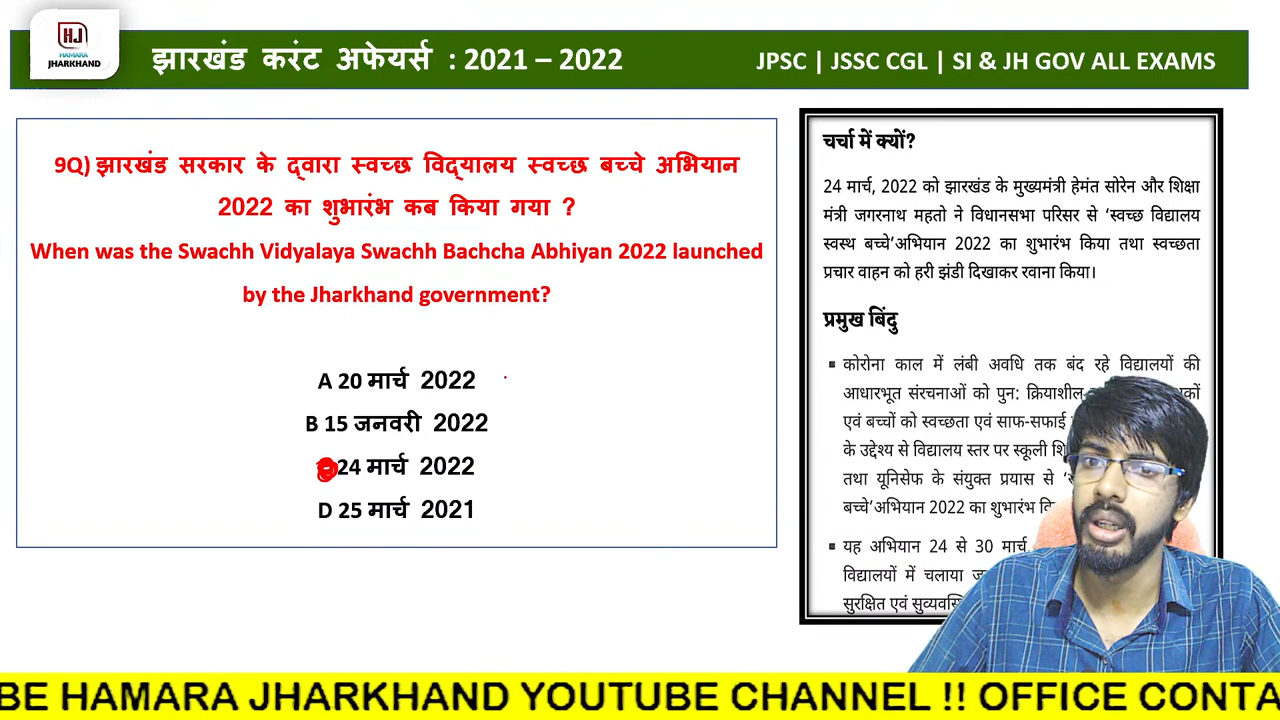 HJ
HAMARA
JHARKHAND
झारखंड करंट अफेयर्स : 2021 – 2022
JPSC | JSSC CGL | SI & JH GOV ALL EXAMS
9Q) झारखंड सरकार के द्वारा स्वच्छ विद्यालय स्वच्छ बच्चे अभियान
2022 का शुभारंभ कब किया गया ?
When was the Swachh Vidyalaya Swachh Bachcha Abhiyan 2022 launched
by the Jharkhand government?
A 20 मार्च 2022
B 15 जनवरी 2022
24 मार्च 2022
D 25 मार्च 2021
चर्चा में क्यों?
24 मार्च, 2022 को झारखंड के मुख्यमंत्री हेमंत सोरेन और शिक्षा
मंत्री जगरनाथ महतो ने विधानसभा परिसर से ‘स्वच्छ विद्यालय
स्वस्थ बच्चे’अभियान 2022 का शुभारंभ किया तथा स्वच्छता
प्रचार वाहन को हरी झंडी दिखाकर रवाना किया।
प्रमुख बिंदु
कोरोना काल में लंबी अवधि तक बंद रहे विद्यालयों की
आधारभूत संरचनाओं को पुन: क्रियाशील
एवं बच्चों को स्वच्छता एवं साफ-सफाई
के उद्देश्य से विद्यालय स्तर पर स्कूली
तथा यूनिसेफ के संयुक्त प्रयास से
बच्चे’अभियान 2022 का शुभारंभ
यह अभियान 24 से 30 मार्च
विद्यालयों में चलाया
सुरक्षित एवं
BE HAMARA JHARKHAND YOUTUBE CHANNEL !! OFFICE CONTA